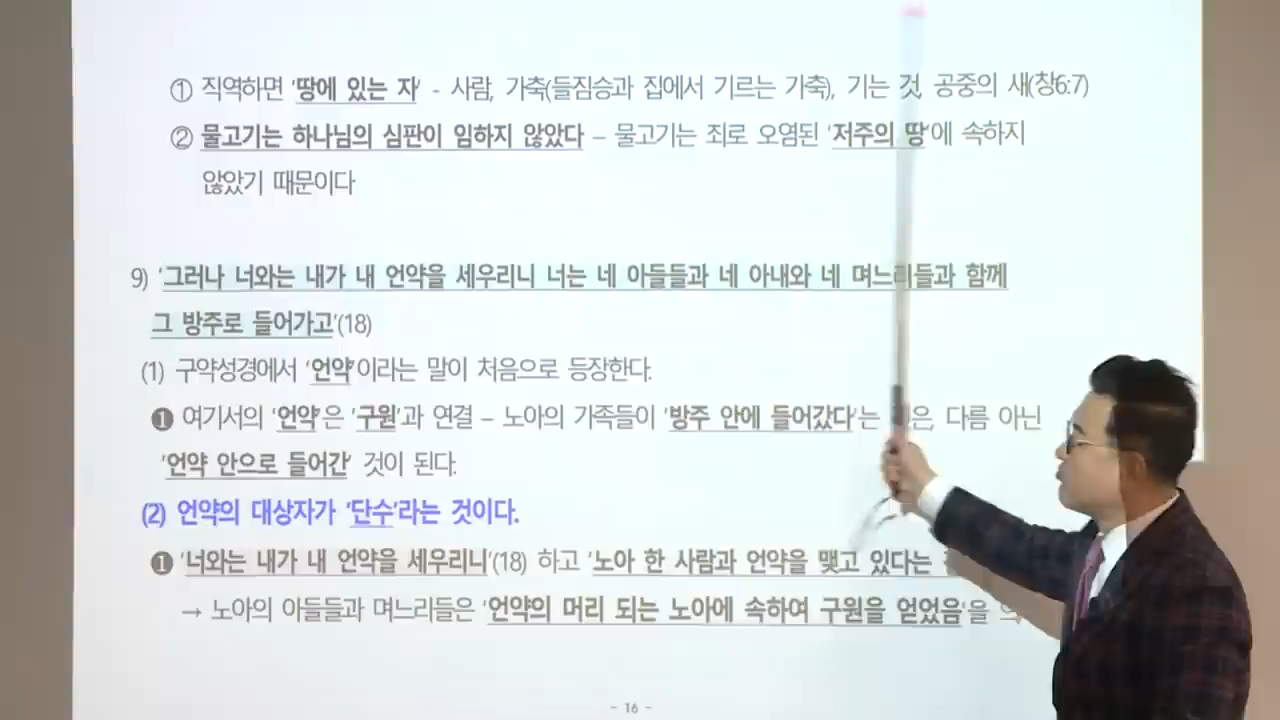 ① 직역하면 '땅에 있는 자' - 사람, 가축(들짐승과 집에서 기르는 가축), 기는 것, 공중의 새(창6:7)
② 물고기는 하나님의 심판이 임하지 않았다 – 물고기는 죄로 오염된 '저주의 땅'에 속하지
않았기 때문이다
9) '그러나 너와는 내가 내 언약을 세우리니 너는 네 아들들과 네 아내와 네 며느리들과 함께
그 방주로 들어가고'(18)
(1) 구약성경에서 '언약'이라는 말이 처음으로 등장한다.
❶ 여기서의 '언약'은 '구원'과 연결 – 노아의 가족들이 '방주 안에 들어갔다'는 은, 다름 아닌
'언약 안으로 들어간' 것이 된다.
(2) 언약의 대상자가 '단수'라는 것이다.
❶ '너와는 내가 내 언약을 세우리니'(18) 하고 '노아 한 사람과 언약을 맺고 있다는
→ 노아의 아들들과 며느리들은 '언약의 머리 되는 노아에 속하여 구원을 얻었음'을
- 16 -